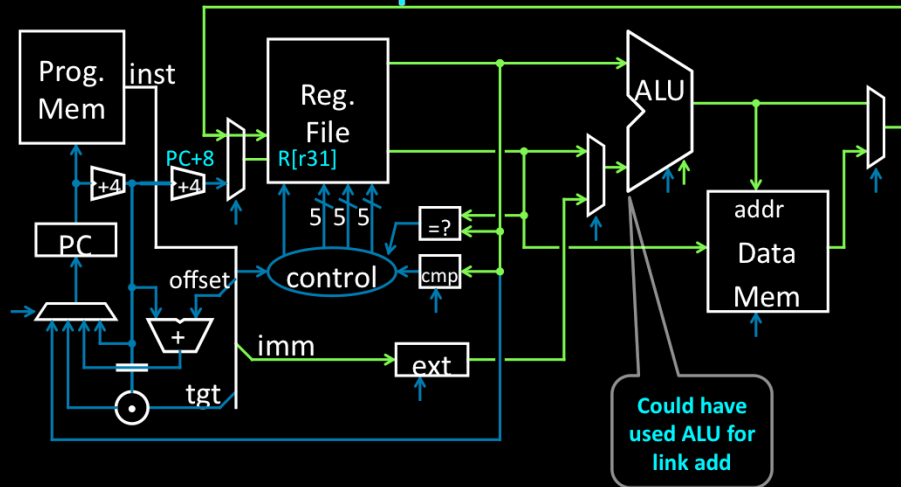 Prog.
Mem
inst
Reg.
File
R[r31]
PC+8
+4
+4
PC
ALU
5 5 5
=?
cmp
control
offset
+
imm
ext
tgt
addr
Data
Mem
Could have
used ALU for
link add